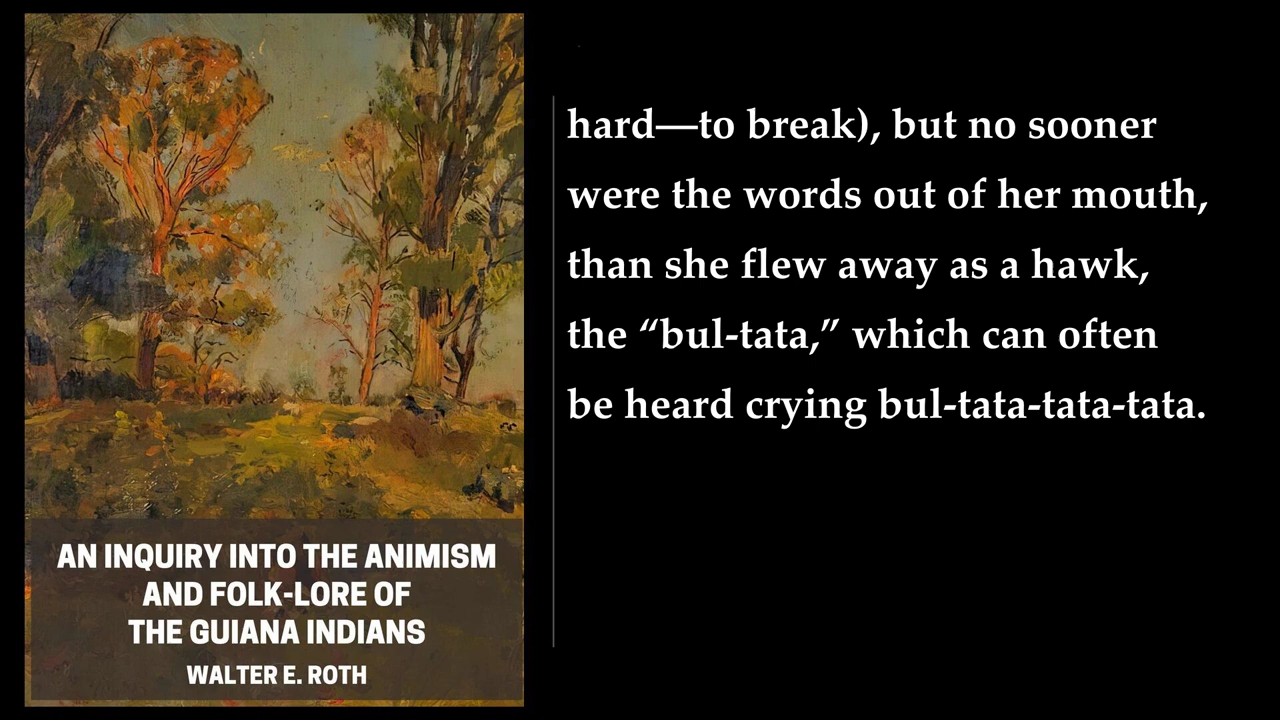 hard—to break), but no sooner
were the words out of her mouth,
than she flew away as a hawk,
the “bul-tata,” which can often
be heard crying bul-tata-tata-tata.
AN INQUIRY INTO THE ANIMISM
AND FOLK-LORE OF
THE GUIANA INDIANS
WALTER E. ROTH